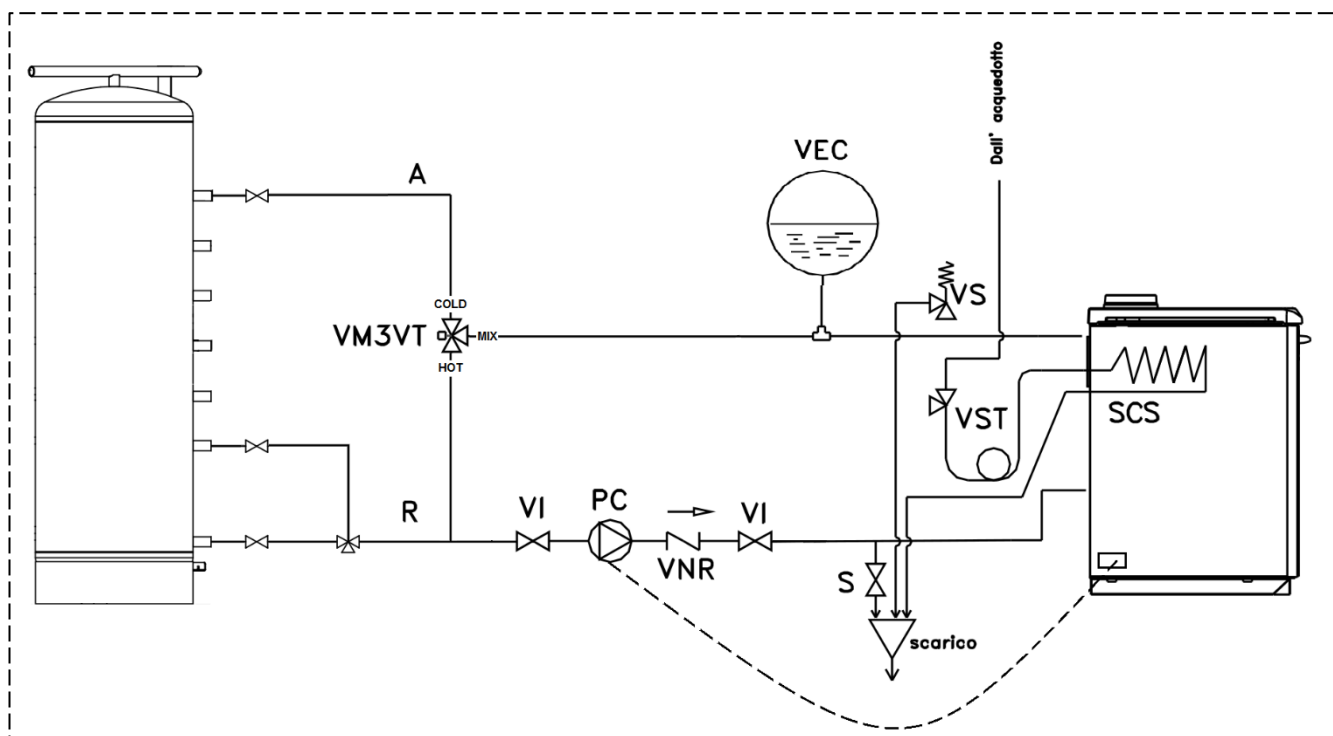 Dall' acquedotto
VEC
A
VS
COLD
VM3VT
MIX
HOT
VST
SCS
R
VI
PC
VNR
VI
S
scarico